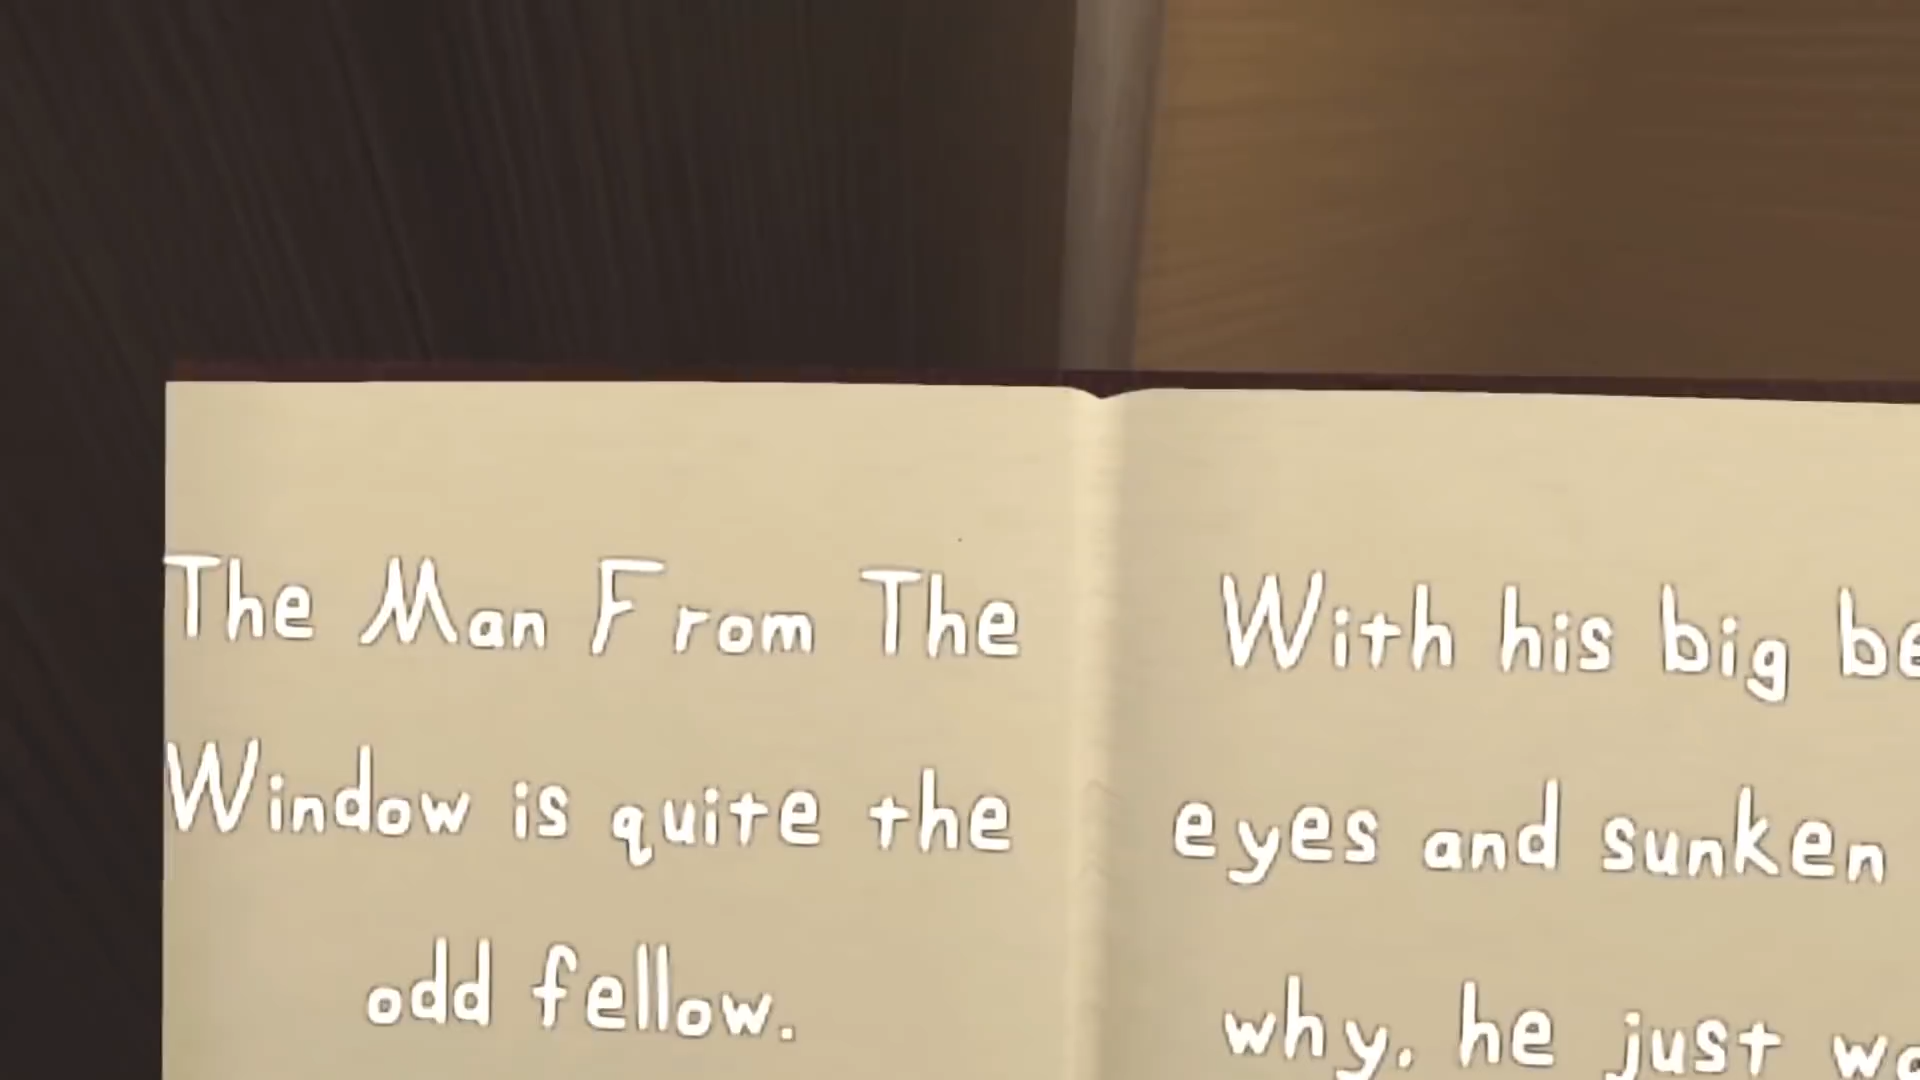 The Man From The
Window is quite the
odd fellow.
With his big
eyes and sunken
why, he just